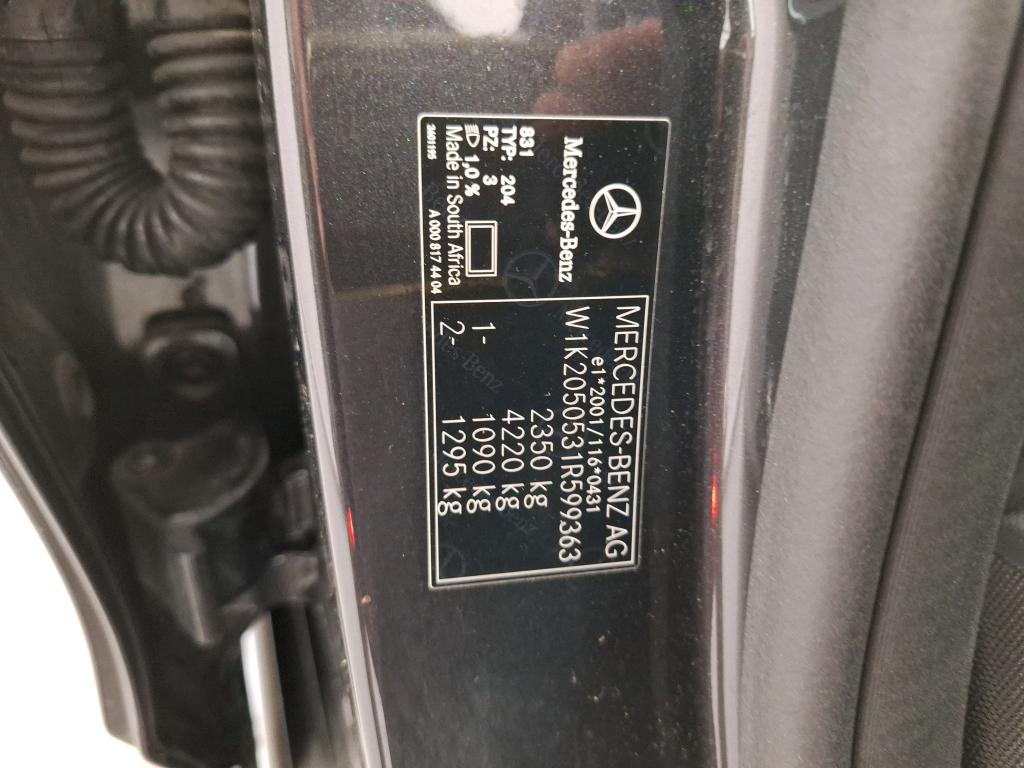 Mercedes-Benz
831
TYP: 204
PZ: 3
1,0 %
Made in South Africa
2M01195
A 000 817 44 04
MERCEDES-BENZ AG
e1*2001/116*0431
W1K2050531R599363
2350 kg
4220 kg
1- 1090 kg
2- 1295 kg